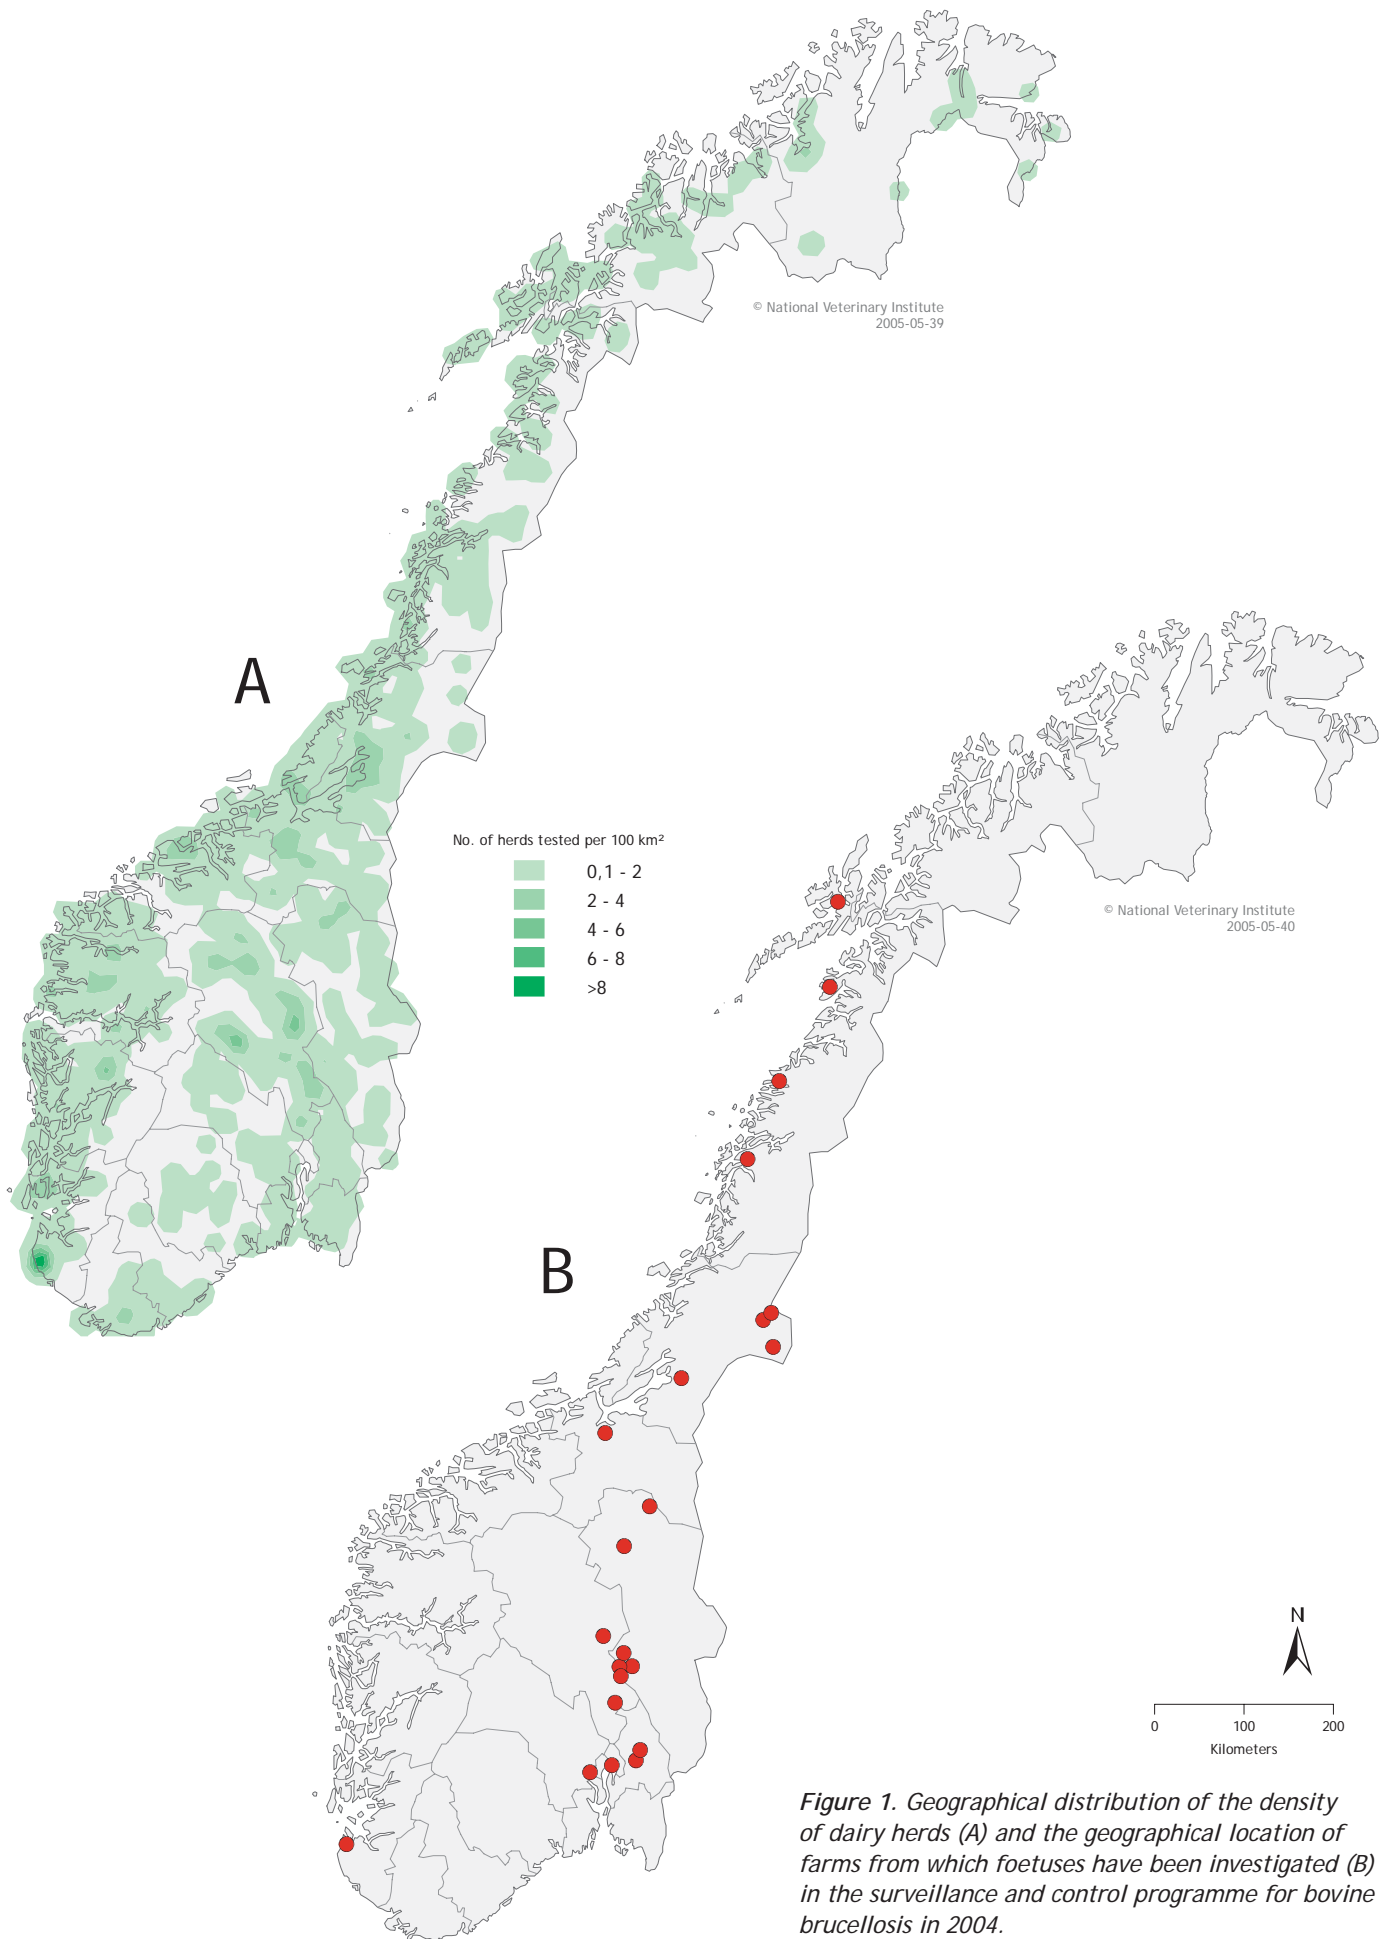 © National Veterinary Institute
2005-05-39
A
No. of herds tested per 100 km²
0,1 - 2
2 - 4
4 - 6
6 - 8
>8
© National Veterinary Institute
2005-05-40
B
N
0 100 200
Kilometers
Figure 1. Geographical distribution of the density
of dairy herds (A) and the geographical location of
farms from which foetuses have been investigated (B)
in the surveillance and control programme for bovine
brucellosis in 2004.